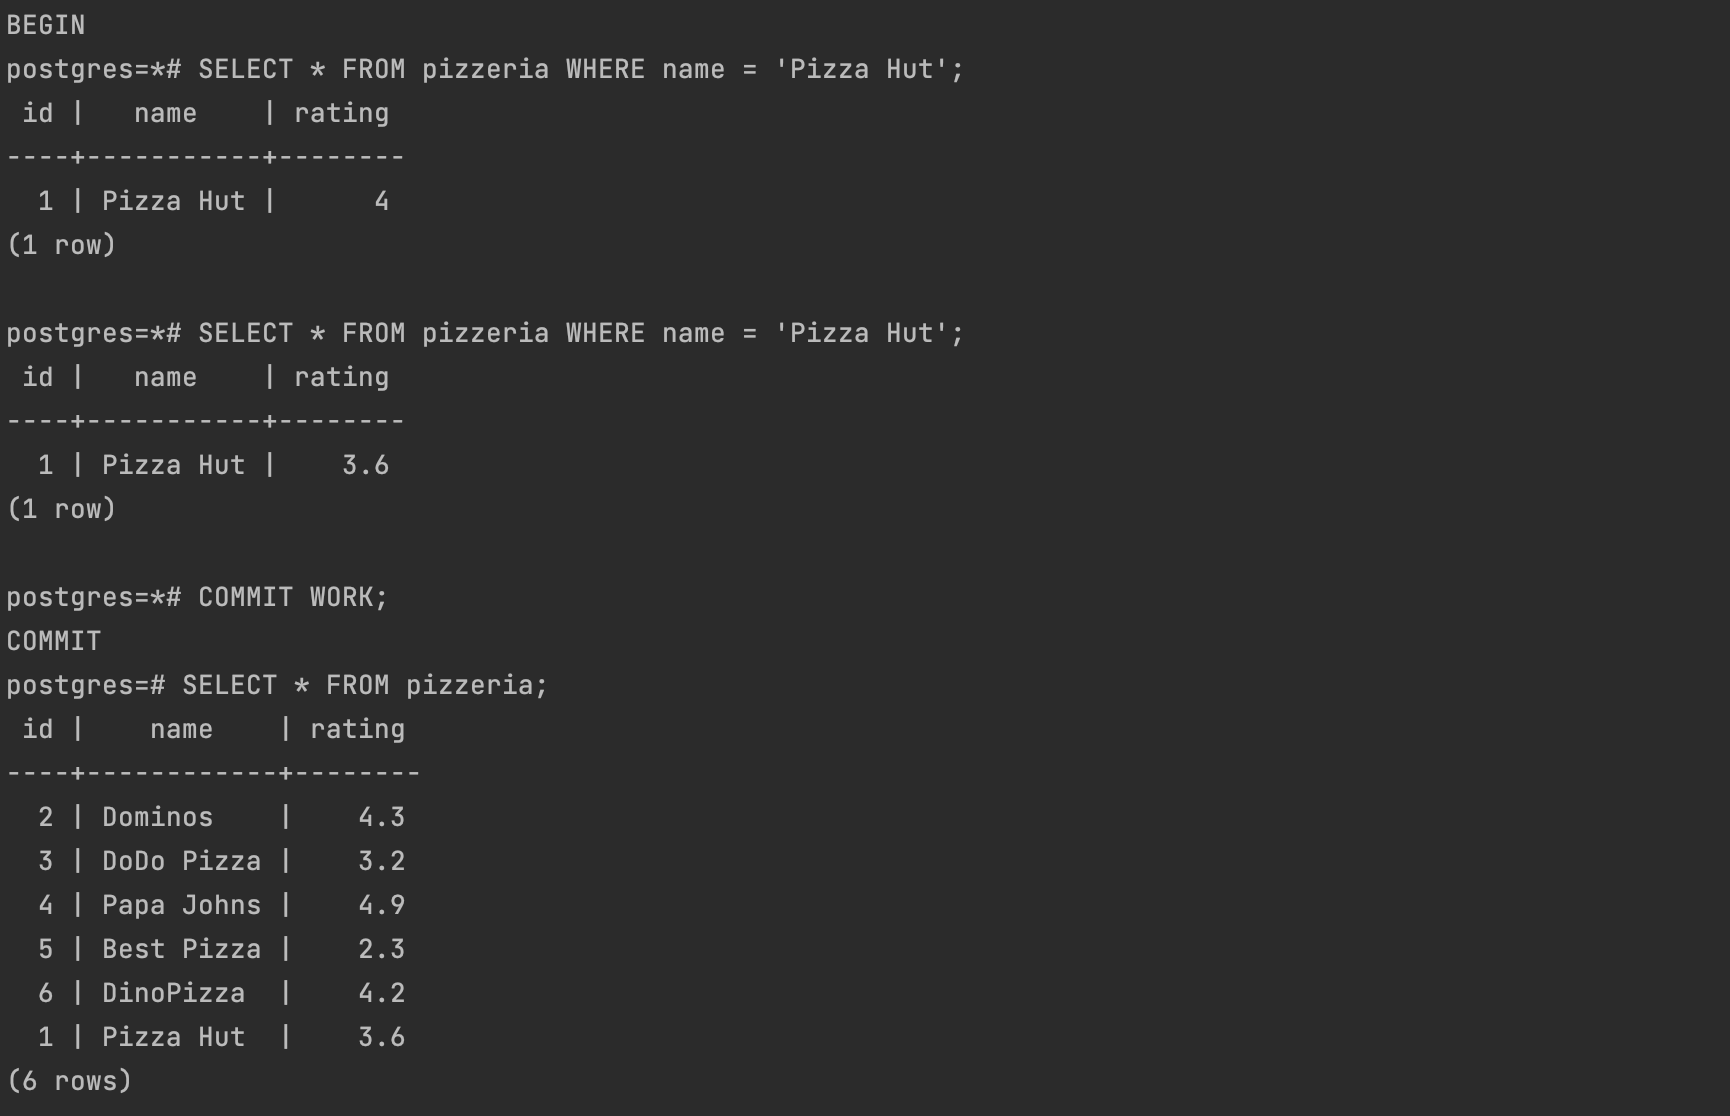 BEGIN
postgres=*# SELECT * FROM pizzeria WHERE name = 'Pizza Hut';
 id |   name    | rating
----+-----------+--------
  1 | Pizza Hut |      4
(1 row)

postgres=*# SELECT * FROM pizzeria WHERE name = 'Pizza Hut';
 id |   name    | rating
----+-----------+--------
  1 | Pizza Hut |    3.6
(1 row)

postgres=*# COMMIT WORK;
COMMIT
postgres=# SELECT * FROM pizzeria;
 id |    name    | rating
----+------------+--------
  2 | Dominos    |    4.3
  3 | DoDo Pizza |    3.2
  4 | Papa Johns |    4.9
  5 | Best Pizza |    2.3
  6 | DinoPizza  |    4.2
  1 | Pizza Hut  |    3.6
(6 rows)